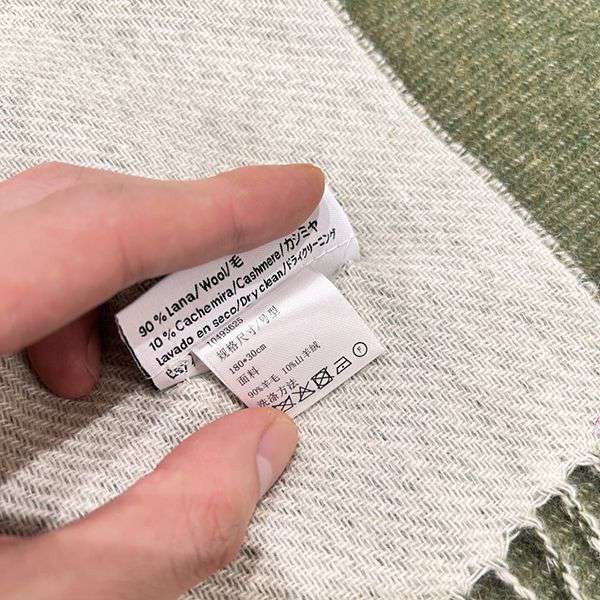 90 % Lana/Wool/毛
10 % Cachemira/Cashmere/カシミヤ
Lavado en seco/Dry clean/ドライクリーニング
10493625
规格尺寸/号型
180*30cm
面料
90%羊毛 10%山羊绒
洗涤方法